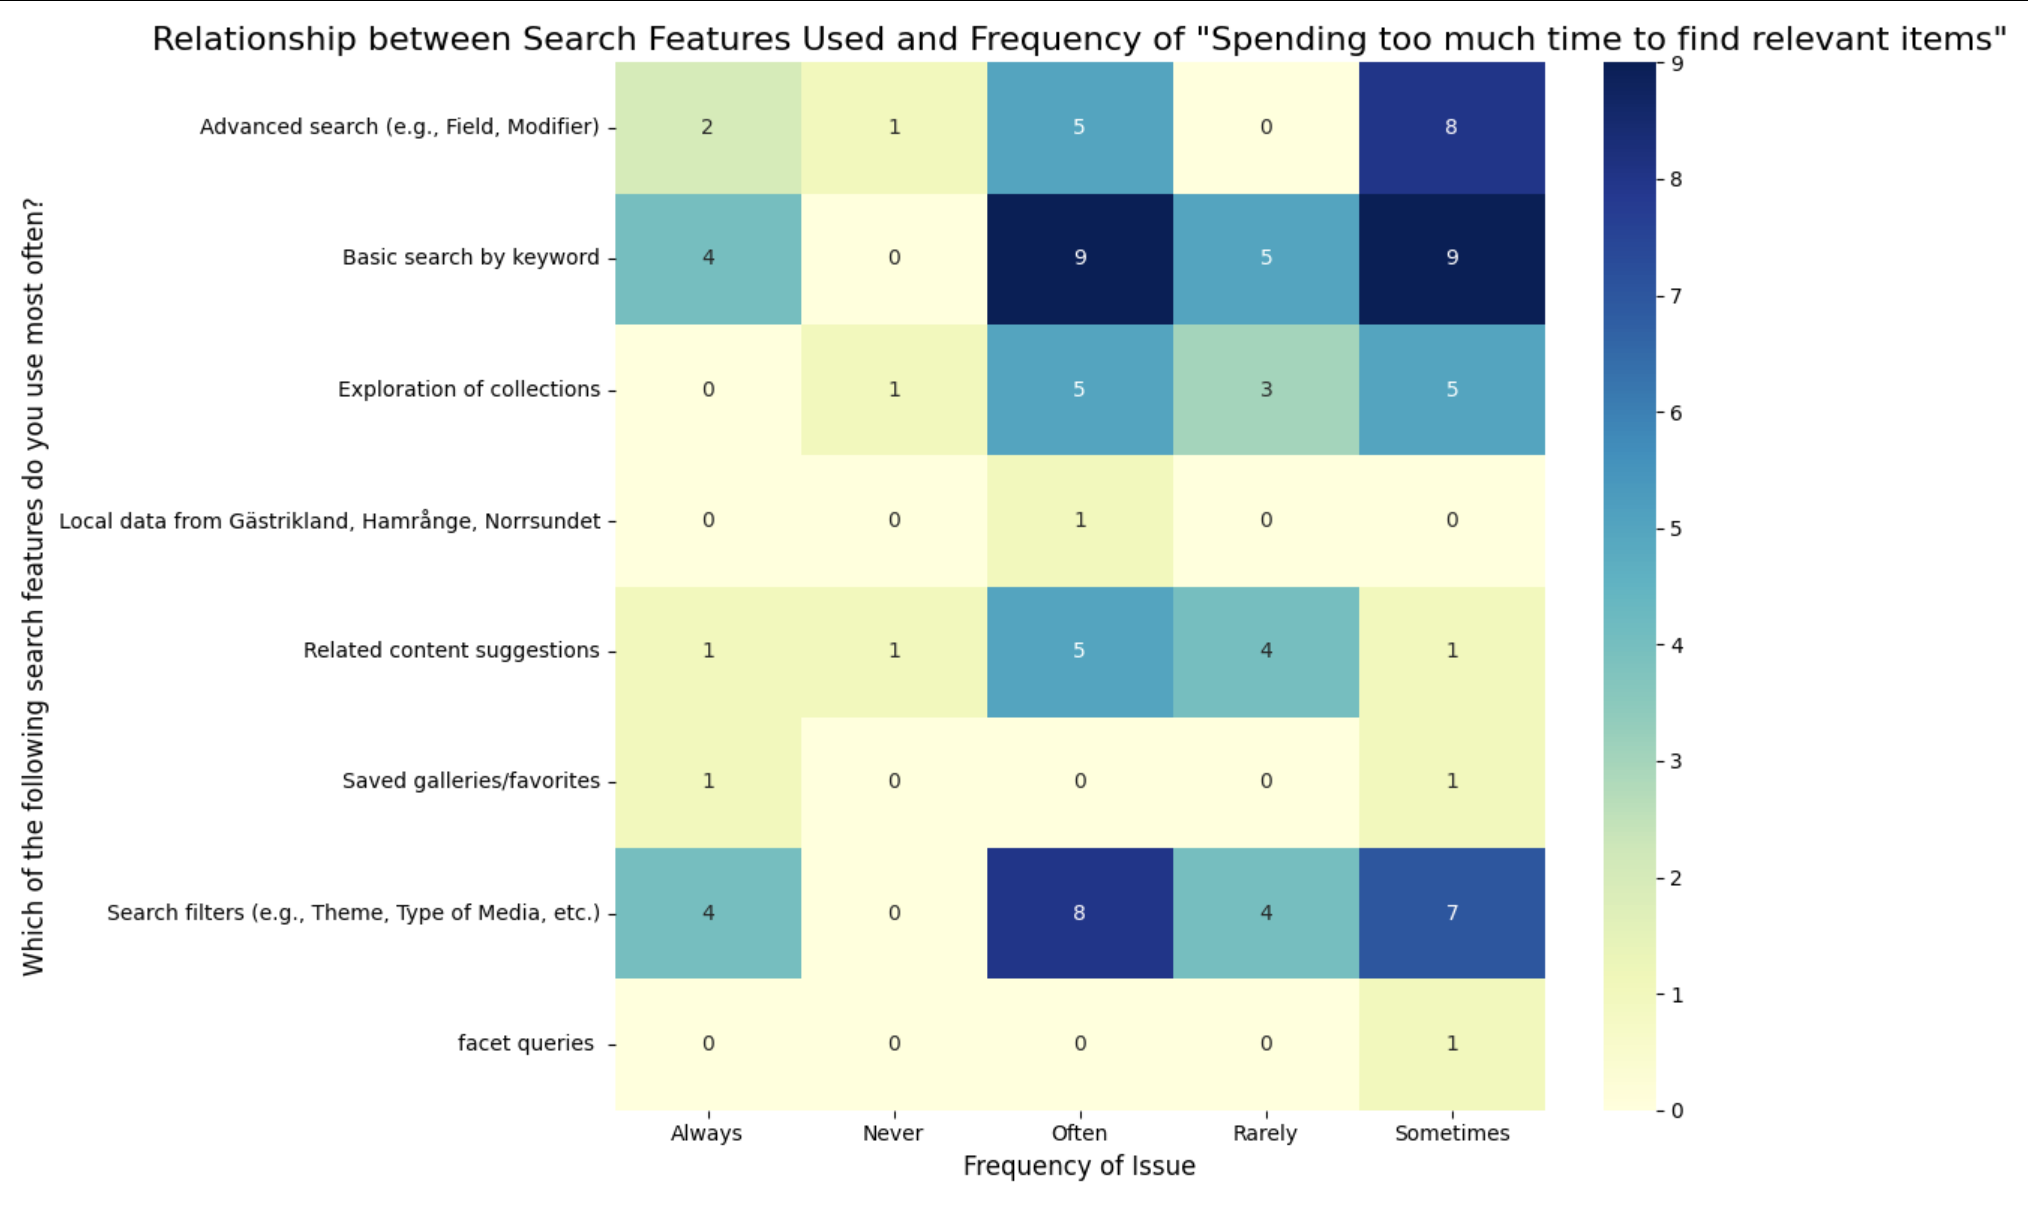 Relationship between Search Features Used and Frequency of "Spending too much time to find relevant items"
Which of the following search features do you use most often?
Advanced search (e.g., Field, Modifier) 2 1 5 0 8
Basic search by keyword 4 0 9 5 9
Exploration of collections 0 1 5 3 5
Local data from Gästrikland, Hamrånge, Norrsundet 0 0 1 0 0
Related content suggestions 1 1 5 4 1
Saved galleries/favorites 1 0 0 0 1
Search filters (e.g., Theme, Type of Media, etc.) 4 0 8 4 7
facet queries 0 0 0 0 1
Always Never Often Rarely Sometimes
Frequency of Issue
9
8
7
6
5
4
3
2
1
0